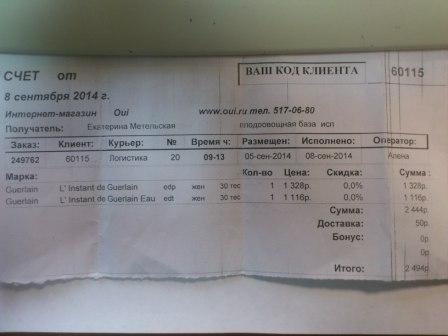 СЧЕТ от ВАШ КОД КЛИЕНТА 60115
8 сентября 2014 г.
Интернет-магазин Oui www.oui.ru тел. 517-06-80
Получатель: Екатерина Метельская плодоовощная база исп
Заказ: Клиент: Курьер: № Время ч: Размещен: Исполнено: Оператор:
249762 60115 Логистика 20 09-13 05-сен-2014 08-сен-2014 Алена
Марка: Кол-во Цена: Скидка: Сумма:
Guerlain L' Instant de Guerlain edp жен 30 тес 1 1 328р. 0,0% 1 328р.
Guerlain L' Instant de Guerlain Eau edt жен 30 тес 1 1 116р. 0,0% 1 116р.
Сумма: 2 444р.
Доставка: 50р.
Бонус: 0р.
0р.
Итого: 2 494р.